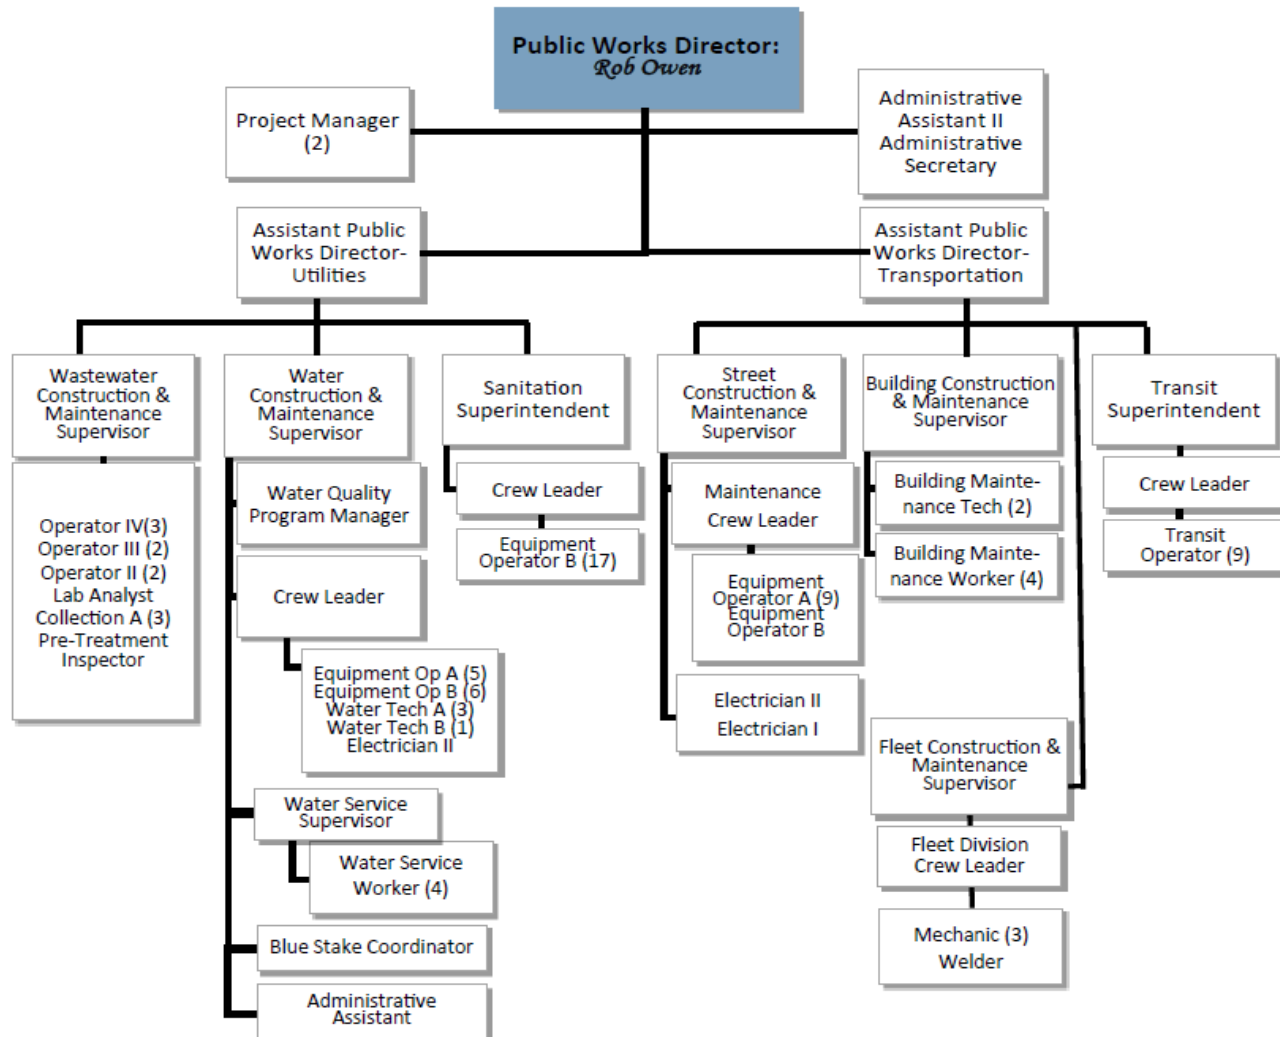 Public Works Director:
Rob Owen
Project Manager
(2)
Administrative
Assistant II
Administrative
Secretary
Assistant Public
Works Director-
Utilities
Assistant Public
Works Director-
Transportation
Wastewater
Construction &
Maintenance
Supervisor
Operator IV(3)
Operator III (2)
Operator II (2)
Lab Analyst
Collection A (3)
Pre-Treatment
Inspector
Water
Construction &
Maintenance
Supervisor
Water Quality
Program Manager
Crew Leader
Equipment Op A (5)
Equipment Op B (6)
Water Tech A (3)
Water Tech B (1)
Electrician II
Water Service
Supervisor
Water Service
Worker (4)
Blue Stake Coordinator
Administrative
Assistant
Sanitation
Superintendent
Crew Leader
Equipment
Operator B (17)
Street
Construction &
Maintenance
Supervisor
Maintenance
Crew Leader
Equipment
Operator A (9)
Equipment
Operator B
Electrician II
Electrician I
Building Construction
& Maintenance
Supervisor
Building Mainte-
nance Tech (2)
Building Mainte-
nance Worker (4)
Fleet Construction &
Maintenance
Supervisor
Fleet Division
Crew Leader
Mechanic (3)
Welder
Transit
Superintendent
Crew Leader
Transit
Operator (9)